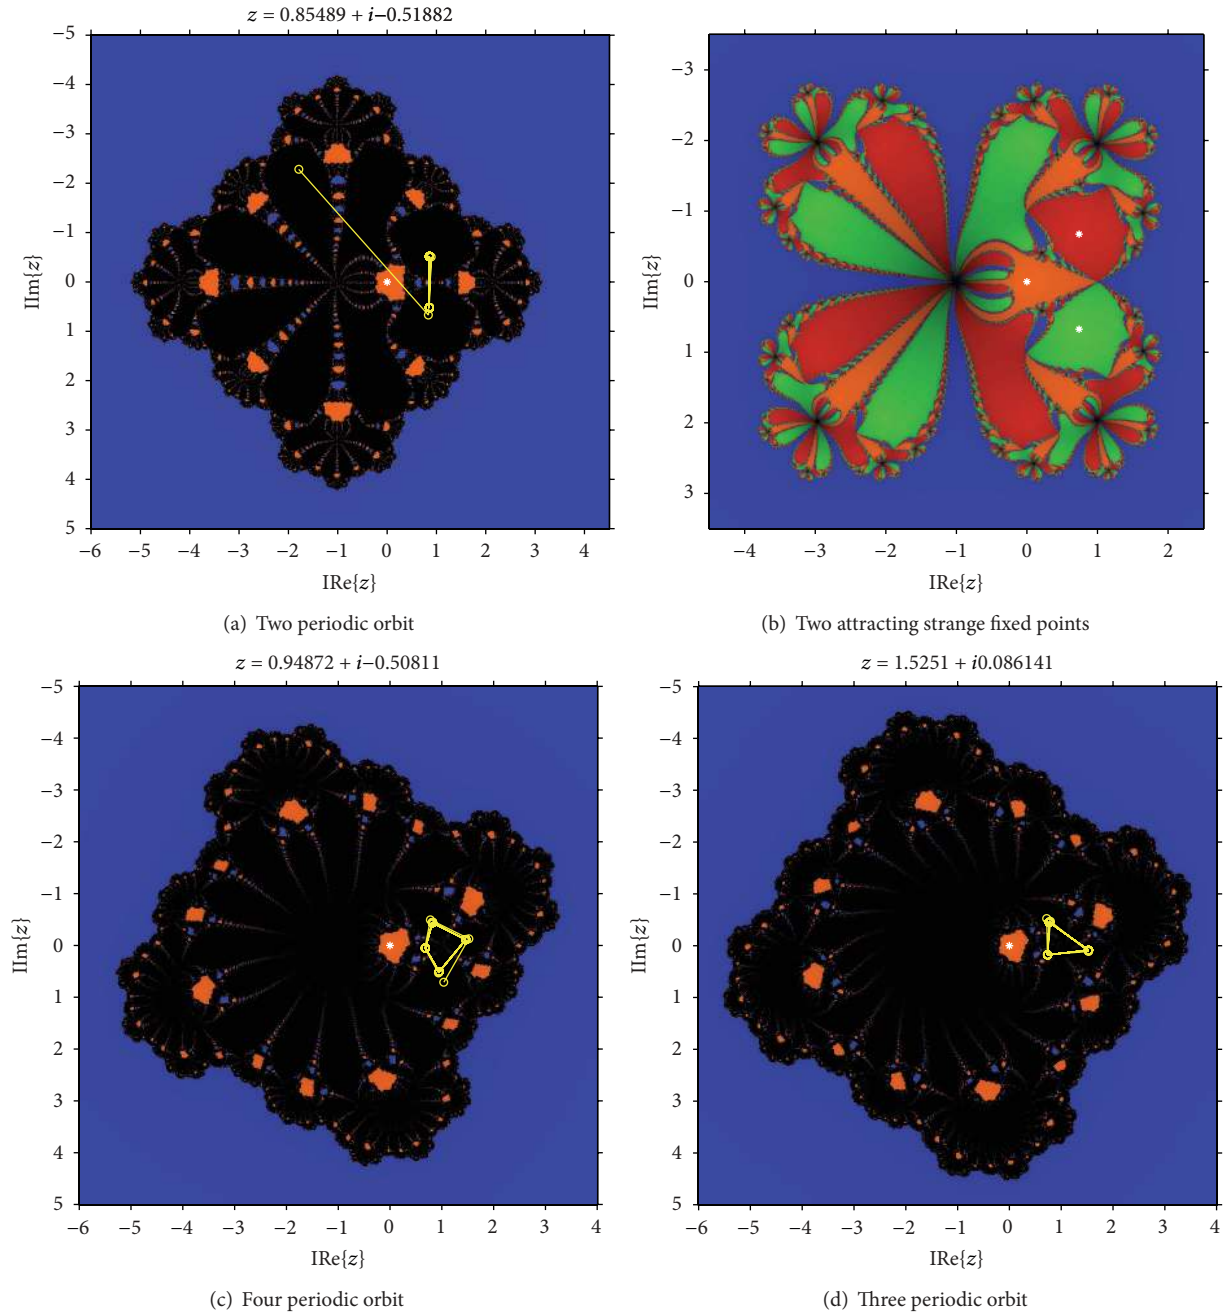 z = 0.85489 + i−0.51882
−5
−4
−3
−2
−1
0
1
2
3
4
5
IIm{z}
−6 −5 −4 −3 −2 −1 0 1 2 3 4
IRe{z}
(a) Two periodic orbit
−3
−2
−1
0
1
2
3
IIm{z}
−4 −3 −2 −1 0 1 2
IRe{z}
(b) Two attracting strange fixed points
z = 0.94872 + i−0.50811
−5
−4
−3
−2
−1
0
1
2
3
4
5
IIm{z}
−6 −5 −4 −3 −2 −1 0 1 2 3 4
IRe{z}
(c) Four periodic orbit
z = 1.5251 + i0.086141
−5
−4
−3
−2
−1
0
1
2
3
4
5
IIm{z}
−6 −5 −4 −3 −2 −1 0 1 2 3 4
IRe{z}
(d) Three periodic orbit